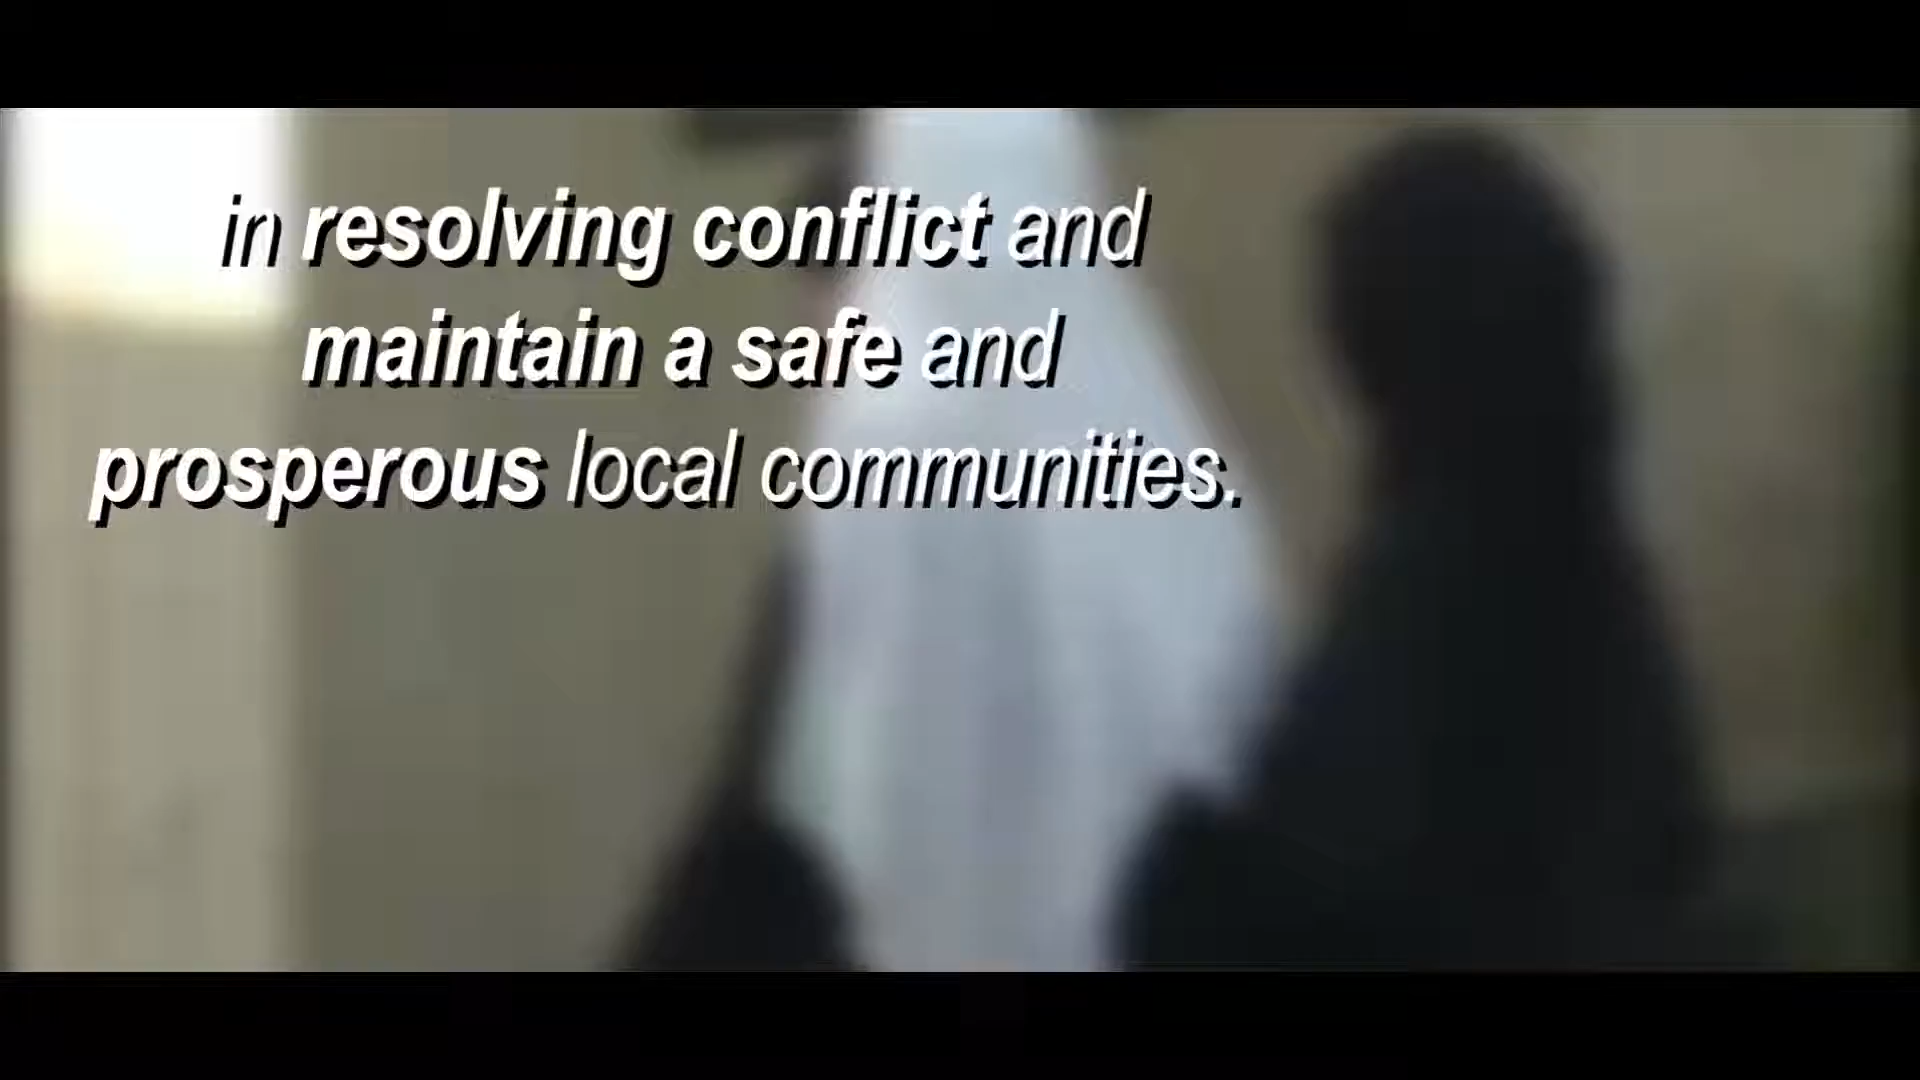 in resolving conflict and
maintain a safe and
prosperous local communities.